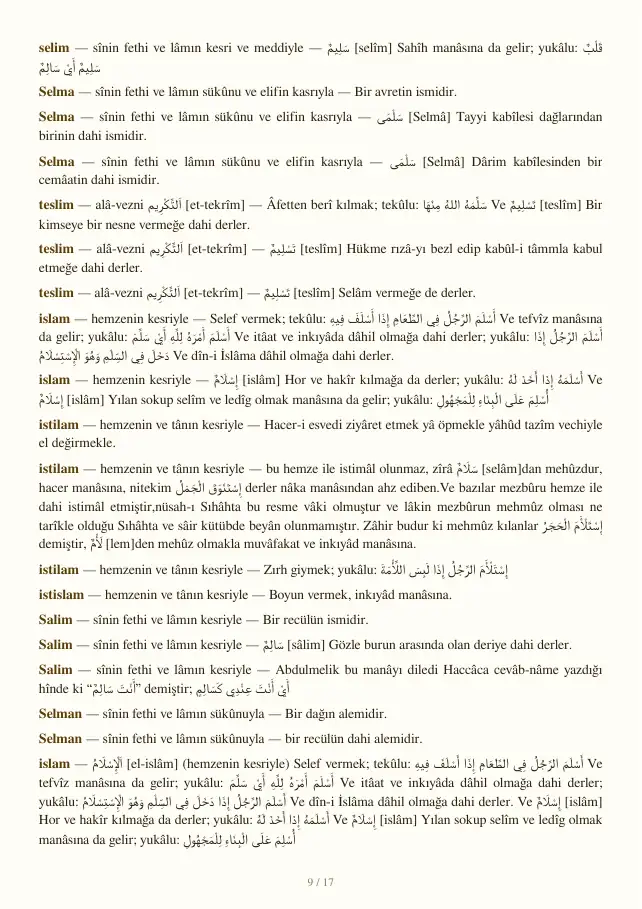 selim — sînin fethi ve lâmın kesri ve meddiyle — سَلِيمٌ [selîm] Sahîh manâsına da gelir; yukâlu: قَلْبٌ
سَلِيمٌ أَيْ سَالِمٌ
Selma — sînin fethi ve lâmın sükûnu ve elifin kasrıyla — Bir avretin ismidir.
Selma — sînin fethi ve lâmın sükûnu ve elifin kasrıyla — سَلْمَى [Selmâ] Tayyi kabîlesi dağlarından
birinin dahi ismidir.
Selma — sînin fethi ve lâmın sükûnu ve elifin kasrıyla — سَلْمَى [Selmâ] Dârim kabîlesinden bir
cemâatin dahi ismidir.
teslim — alâ-vezni اَلتَّكْرِيم [et-tekrîm] — Âfetten berî kılmak; tekûlu: سَلَّمَهُ اللهُ مِنْهَا Ve تَسْلِيمٌ [teslîm] Bir
kimseye bir nesne vermeğe dahi derler.
teslim — alâ-vezni اَلتَّكْرِيم [et-tekrîm] — تَسْلِيمٌ [teslîm] Hükme rızâ-yı bezl edip kabûl-i tâmmla kabul
etmeğe dahi derler.
teslim — alâ-vezni اَلتَّكْرِيم [et-tekrîm] — تَسْلِيمٌ [teslîm] Selâm vermeğe de derler.
islam — hemzenin kesriyle — Selef vermek; tekûlu: أَسْلَمَ الرَّجُلُ فِي الطَّعَامِ إِذَا أَسْلَفَ فِيهِ Ve tefvîz manâsına
da gelir; yukâlu: أَسْلَمَ أَمْرَهُ لِلّٰهِ أَيْ سَلَّمَ Ve itâat ve inkıyâda dâhil olmağa dahi derler; yukâlu: أَسْلَمَ الرَّجُلُ إِذَا
دَخَلَ فِي السِّلْمِ وَهُوَ الْإِسْتِسْلَامُ Ve dîn-i İslâma dâhil olmağa dahi derler.
islam — hemzenin kesriyle — إِسْلَامٌ [islâm] Hor ve hakîr kılmağa da derler; yukâlu: أَسْلَمَهُ إِذَا أَخْذَ لَهُ Ve
إِسْلَامٌ [islâm] Yılan sokup selîm ve ledîg olmak manâsına da gelir; yukâlu: أُسْلِمَ عَلَى الْبِنَاءِ لِلْمَجْهُولِ
istilam — hemzenin ve tânın kesriyle — Hacer-i esvedi ziyâret etmek yâ öpmekle yâhûd tazîm vechiyle
el değirmekle.
istilam — hemzenin ve tânın kesriyle — bu hemze ile istimâl olunmaz, zîrâ سَلَامٌ [selâm]dan mehûzdur,
hacer manâsına, nitekim إِسْتَنْوَقَ الْجَمَلُ derler nâka manâsından ahz ediben.Ve bazılar mezbûru hemze ile
dahi istimâl etmiştir,nüsah-ı Sıhâhta bu resme vâki olmuştur ve lâkin mezbûrun mehmûz olması ne
tarîkle olduğu Sıhâhta ve sâir kütübde beyân olunmamıştır. Zâhir budur ki mehmûz kılanlar إِسْتَلْأَمَ الْحَجَرُ
demiştir, لَأْمٌ [lem]den mehûz olmakla muvâfakat ve inkıyâd manâsına.
istilam — hemzenin ve tânın kesriyle — Zırh giymek; yukâlu: إِسْتَلْأَمَ الرَّجُلُ إِذَا لَبِسَ اللَّأْمَةَ
istislam — hemzenin ve tânın kesriyle — Boyun vermek, inkıyâd manâsına.
Salim — sînin fethi ve lâmın kesriyle — Bir recülün ismidir.
Salim — sînin fethi ve lâmın kesriyle — سَالِمٌ [sâlim] Gözle burun arasında olan deriye dahi derler.
Salim — sînin fethi ve lâmın kesriyle — Abdulmelik bu manâyı diledi Haccâca cevâb-nâme yazdığı
hînde ki “أَنْتَ سَالِمٌ” demiştir; أَيْ أَنْتَ عِنْدِي كَسَالِمٍ
Selman — sînin fethi ve lâmın sükûnuyla — Bir dağın alemidir.
Selman — sînin fethi ve lâmın sükûnuyla — bir recülün dahi alemidir.
islam — اَلْإِسْلَامُ [el-islâm] (hemzenin kesriyle) Selef vermek; tekûlu: أَسْلَمَ الرَّجُلُ فِي الطَّعَامِ إِذَا أَسْلَفَ فِيهِ Ve
tefvîz manâsına da gelir; yukâlu: أَسْلَمَ أَمْرَهُ لِلّٰهِ أَيْ سَلَّمَ Ve itâat ve inkıyâda dâhil olmağa dahi derler;
yukâlu: أَسْلَمَ الرَّجُلُ إِذَا دَخَلَ فِي السِّلْمِ وَهُوَ الْإِسْتِسْلَامُ Ve dîn-i İslâma dâhil olmağa dahi derler. Ve إِسْلَامٌ [islâm]
Hor ve hakîr kılmağa da derler; yukâlu: أَسْلَمَهُ إِذَا أَخْذَ لَهُ Ve إِسْلَامٌ [islâm] Yılan sokup selîm ve ledîg olmak
manâsına da gelir; yukâlu: أُسْلِمَ عَلَى الْبِنَاءِ لِلْمَجْهُولِ
9 / 17